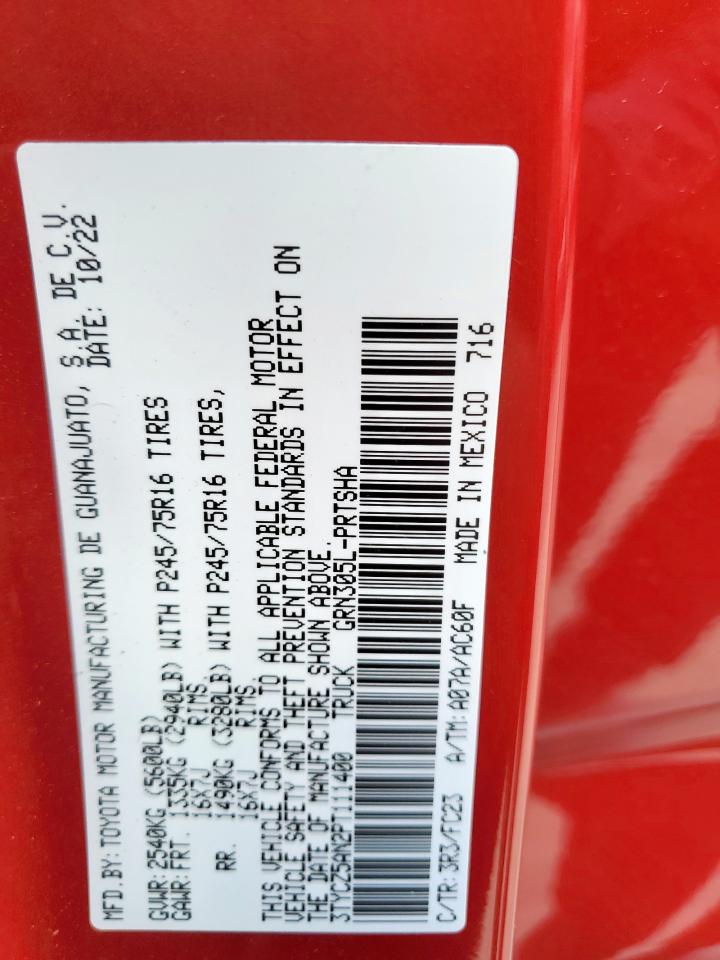 MFD.BY:TOYOTA MOTOR MANUFACTURING DE GUANAJUATO, S.A. DE C.V.
DATE: 10/22
GVWR:2540KG (5600LB)
GAWR:FRT. 1335KG (2940LB) WITH P245/75R16 TIRES
16X7J RIMS.
RR. 1490KG (3290LB) WITH P245/75R16 TIRES,
16X7J RIMS.
THIS VEHICLE CONFORMS TO ALL APPLICABLE FEDERAL MOTOR
VEHICLE SAFETY AND THEFT PREVENTION STANDARDS IN EFFECT ON
THE DATE OF MANUFACTURE SHOWN ABOVE.
3TYCZ5AN2PT111400 TRUCK GRN305L-PRTSHA
C/TR: 3R3/FC23 A/TM: A07A/AC60F MADE IN MEXICO 716